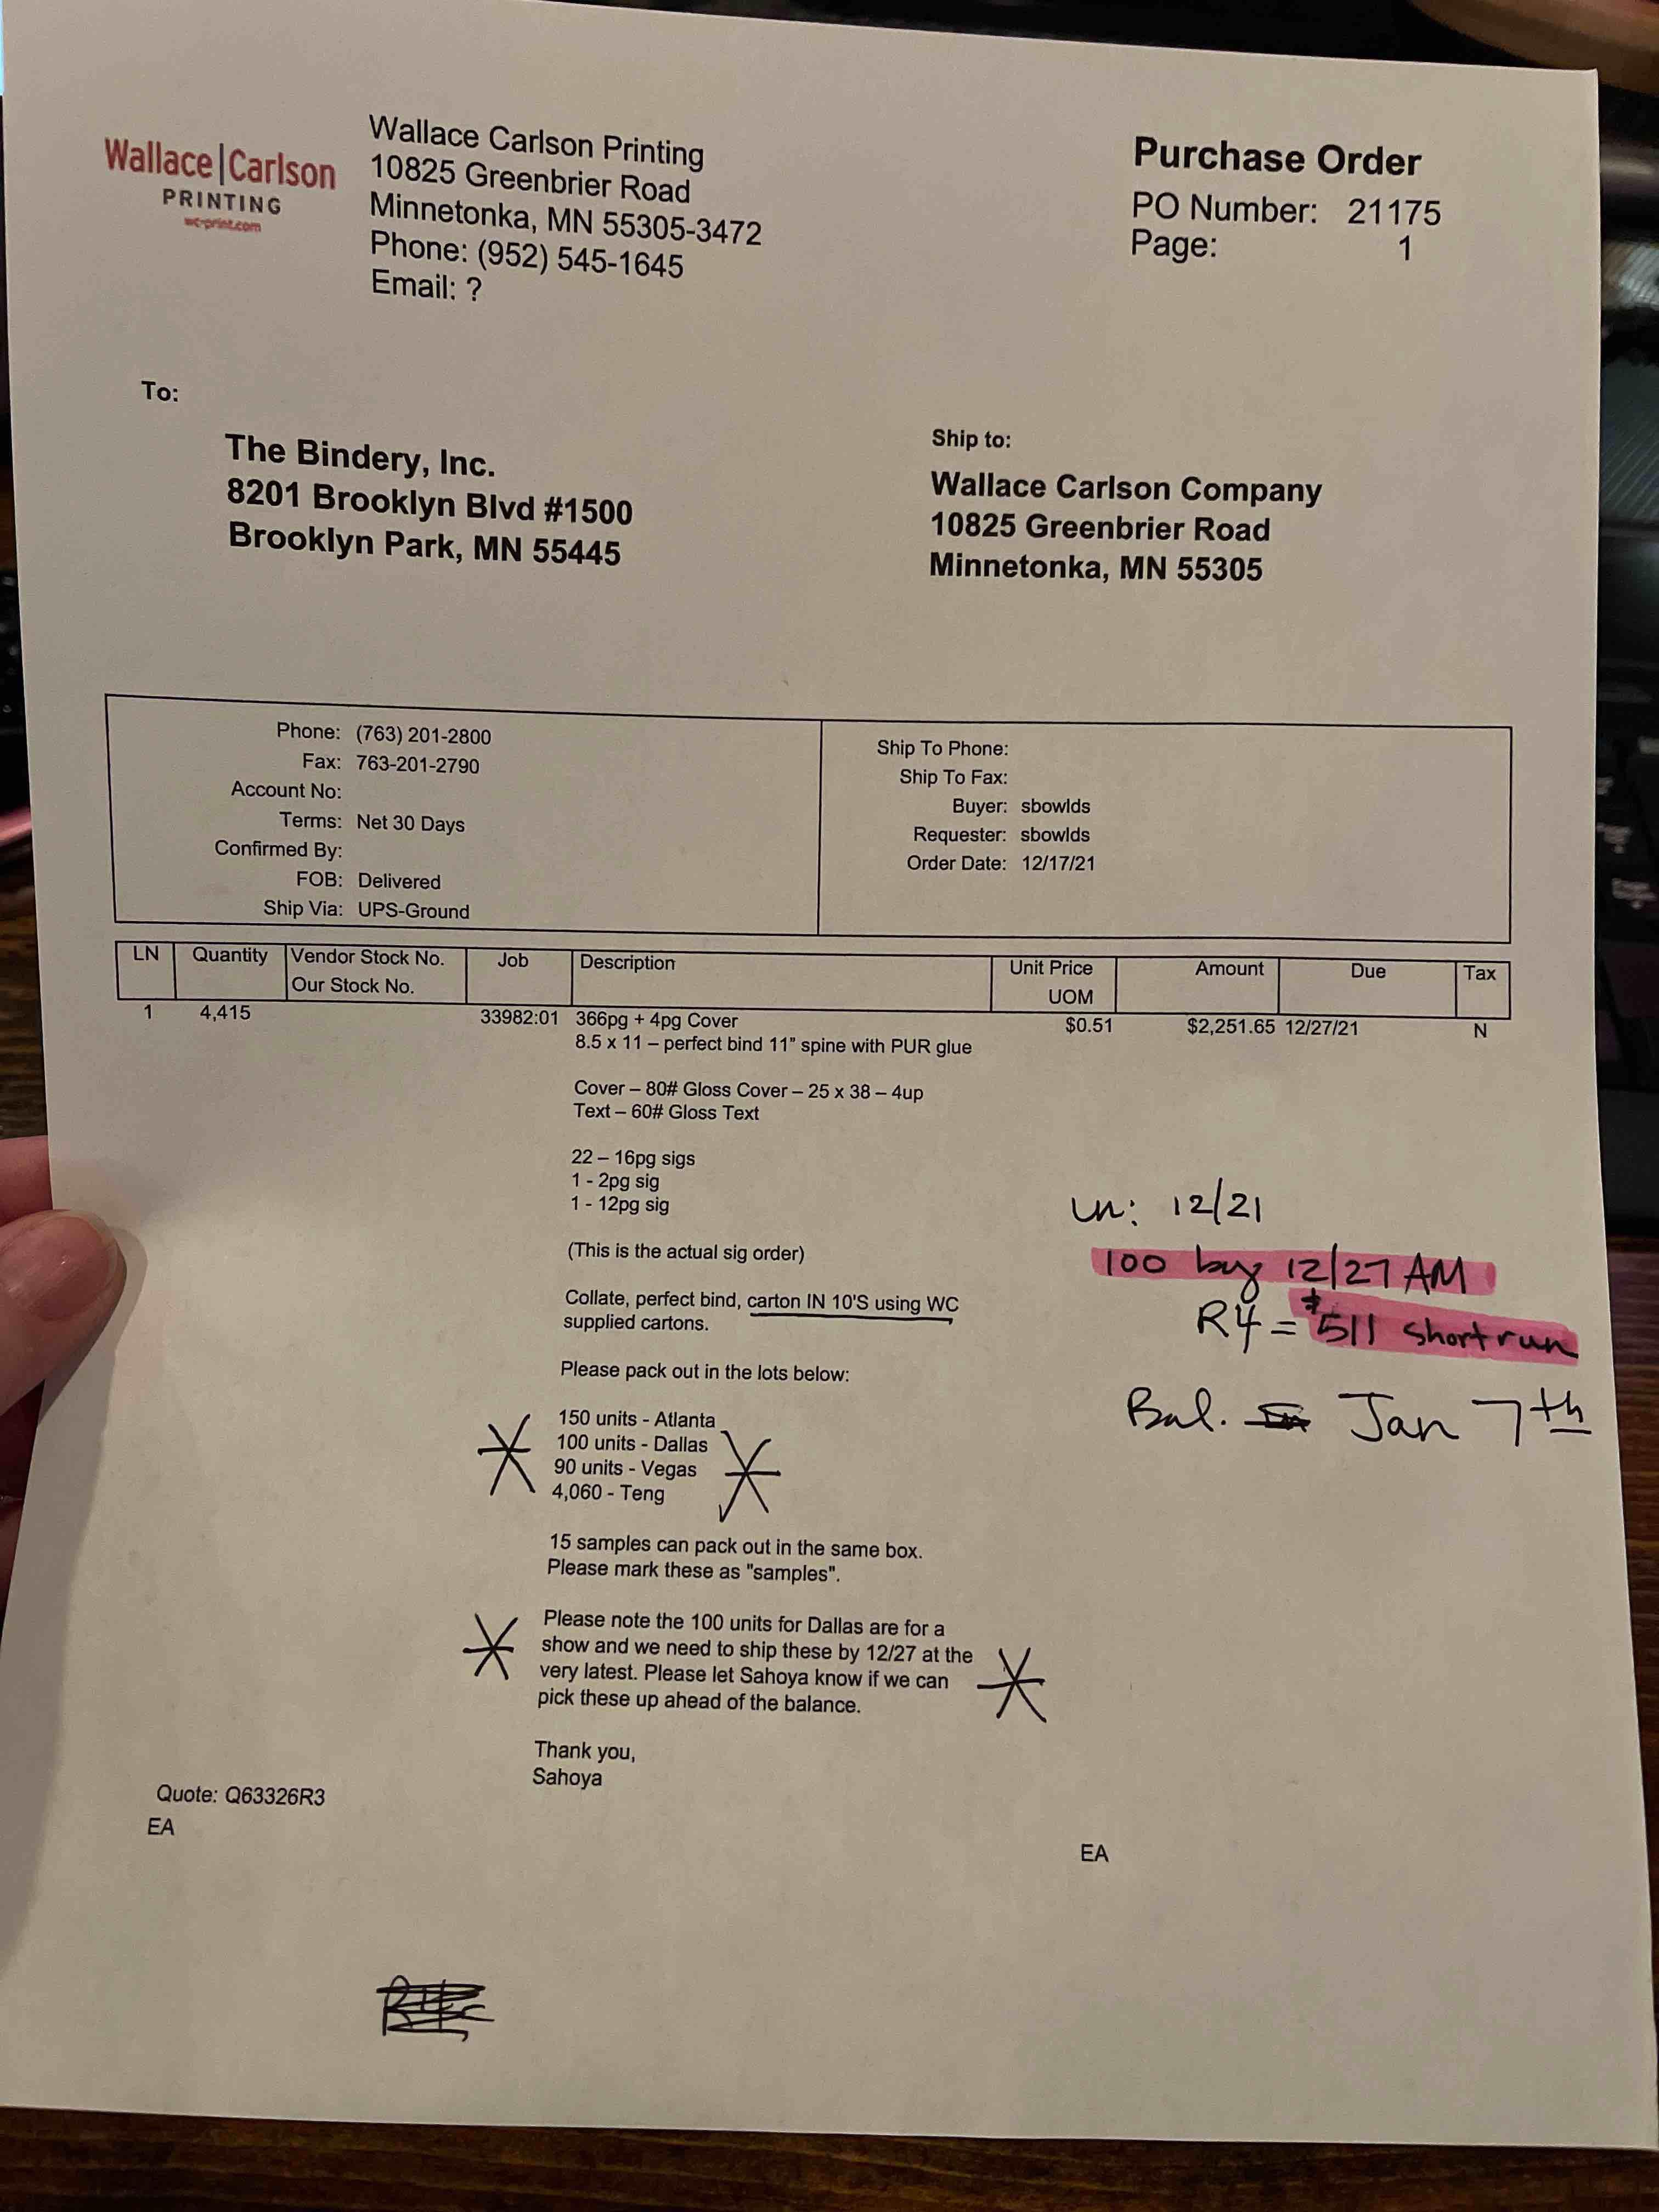 Wallace|Carlson
PRINTING
wc-print.com
Wallace Carlson Printing
10825 Greenbrier Road
Minnetonka, MN 55305-3472
Phone: (952) 545-1645
Email: ?
Purchase Order
PO Number: 21175
Page: 1
To:
The Bindery, Inc.
8201 Brooklyn Blvd #1500
Brooklyn Park, MN 55445
Ship to:
Wallace Carlson Company
10825 Greenbrier Road
Minnetonka, MN 55305
Phone: (763) 201-2800
Fax: 763-201-2790
Account No:
Terms: Net 30 Days
Confirmed By:
FOB: Delivered
Ship Via: UPS-Ground
Ship To Phone:
Ship To Fax:
Buyer: sbowlds
Requester: sbowlds
Order Date: 12/17/21
LN Quantity Vendor Stock No. Job Description Unit Price Amount Due Tax
Our Stock No. UOM
1 4,415 33982:01 366pg + 4pg Cover $0.51 $2,251.65 12/27/21 N
8.5 x 11 – perfect bind 11” spine with PUR glue
Cover – 80# Gloss Cover – 25 x 38 – 4up
Text – 60# Gloss Text
22 – 16pg sigs
1 - 2pg sig
1 - 12pg sig
(This is the actual sig order)
Collate, perfect bind, carton IN 10'S using WC
supplied cartons.
Please pack out in the lots below:
150 units - Atlanta
100 units - Dallas
90 units - Vegas
4,060 - Teng
15 samples can pack out in the same box.
Please mark these as "samples".
Please note the 100 units for Dallas are for a
show and we need to ship these by 12/27 at the
very latest. Please let Sahoya know if we can
pick these up ahead of the balance.
Thank you,
Sahoya
in: 12/21
100 by 12/27 AM
R4 = $511 short run
Bal. Jan 7th
Quote: Q63326R3
EA
EA